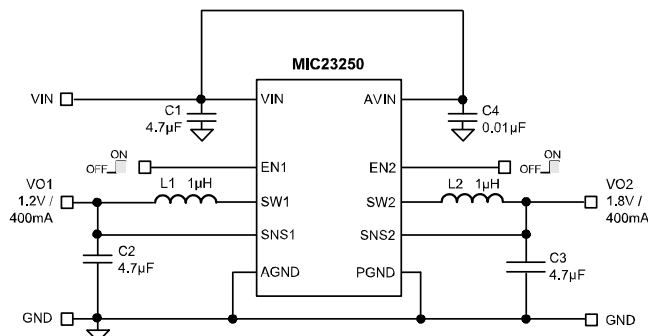 MIC23250
VIN
C1
4.7µF
VIN
AVIN
C4
0.01µF
ON
OFF
EN1
EN2
ON
OFF
VO1
1.2V /
400mA
L1 1µH
SW1
SW2
L2 1µH
VO2
1.8V /
400mA
SNS1
SNS2
C2
4.7µF
AGND
PGND
C3
4.7µF
GND
GND